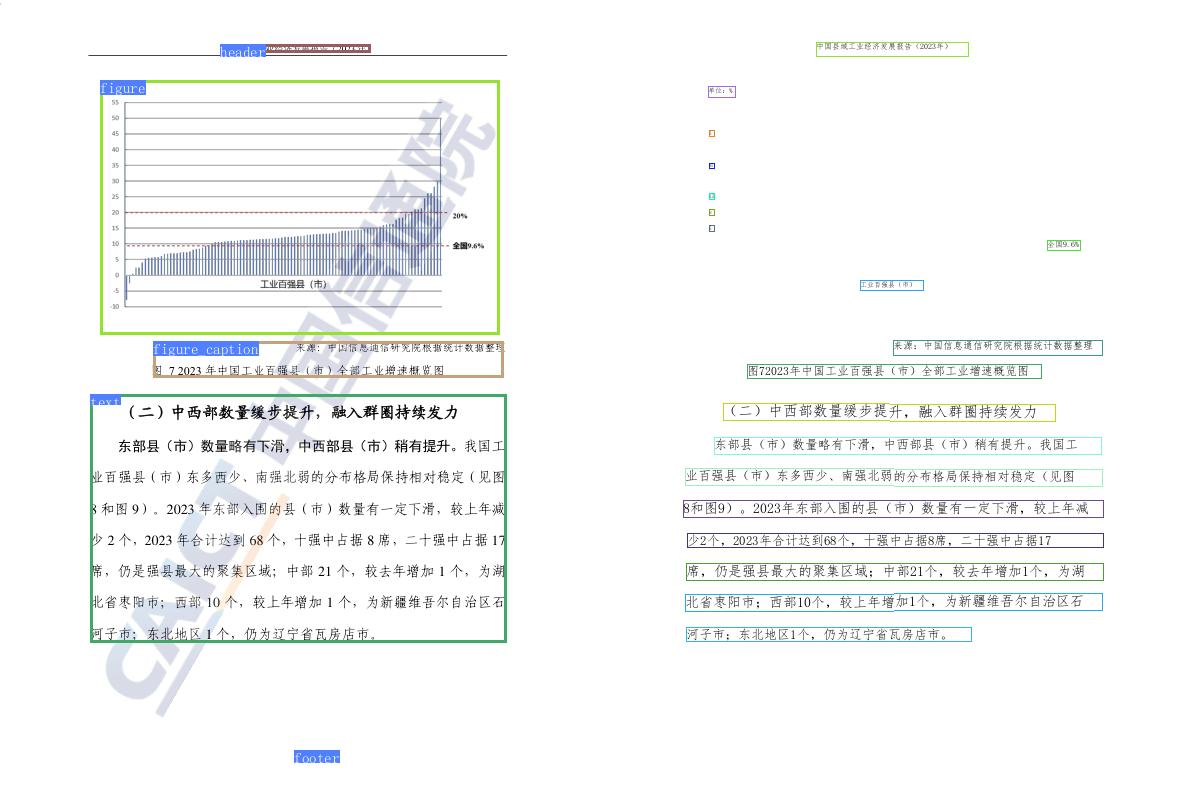 header
figure
55
50
45
40
35
30
25
20
15
10
5
0
-5
-10
20%
全国9.6%
工业百强县（市）
figure caption
来源：中国信息通信研究院根据统计数据整理
图 7 2023 年中国工业百强县（市）全部工业增速概览图
text
（二）中西部数量缓步提升，融入群圈持续发力
东部县（市）数量略有下滑，中西部县（市）稍有提升。我国工
业百强县（市）东多西少、南强北弱的分布格局保持相对稳定（见图
8 和图 9）。2023 年东部入围的县（市）数量有一定下滑，较上年减
少 2 个，2023 年合计达到 68 个，十强中占据 8 席，二十强中占据 17
席，仍是强县最大的聚集区域；中部 21 个，较去年增加 1 个，为湖
北省枣阳市；西部 10 个，较上年增加 1 个，为新疆维吾尔自治区石
河子市；东北地区 1 个，仍为辽宁省瓦房店市。
footer
CAICT 中国信通院
中国县域工业经济发展报告（2023年）
单位：%
全国9.6%
工业百强县（市）
来源：中国信息通信研究院根据统计数据整理
图72023年中国工业百强县（市）全部工业增速概览图
（二）中西部数量缓步提升，融入群圈持续发力
东部县（市）数量略有下滑，中西部县（市）稍有提升。我国工
业百强县（市）东多西少、南强北弱的分布格局保持相对稳定（见图
8和图9）。2023年东部入围的县（市）数量有一定下滑，较上年减
少2个，2023年合计达到68个，十强中占据8席，二十强中占据17
席，仍是强县最大的聚集区域；中部21个，较去年增加1个，为湖
北省枣阳市；西部10个，较上年增加1个，为新疆维吾尔自治区石
河子市；东北地区1个，仍为辽宁省瓦房店市。